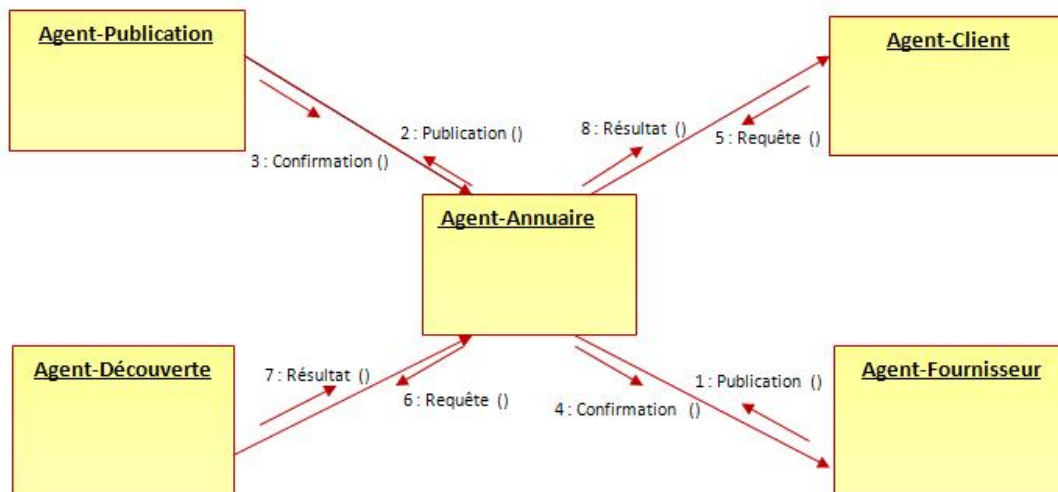 Agent-Publication
Agent-Client
2 : Publication ()
8 : Résultat ()
5 : Requête ()
3 : Confirmation ()
Agent-Annuaire
Agent-Découverte
Agent-Fournisseur
7 : Résultat ()
1 : Publication ()
6 : Requête ()
4 : Confirmation ()